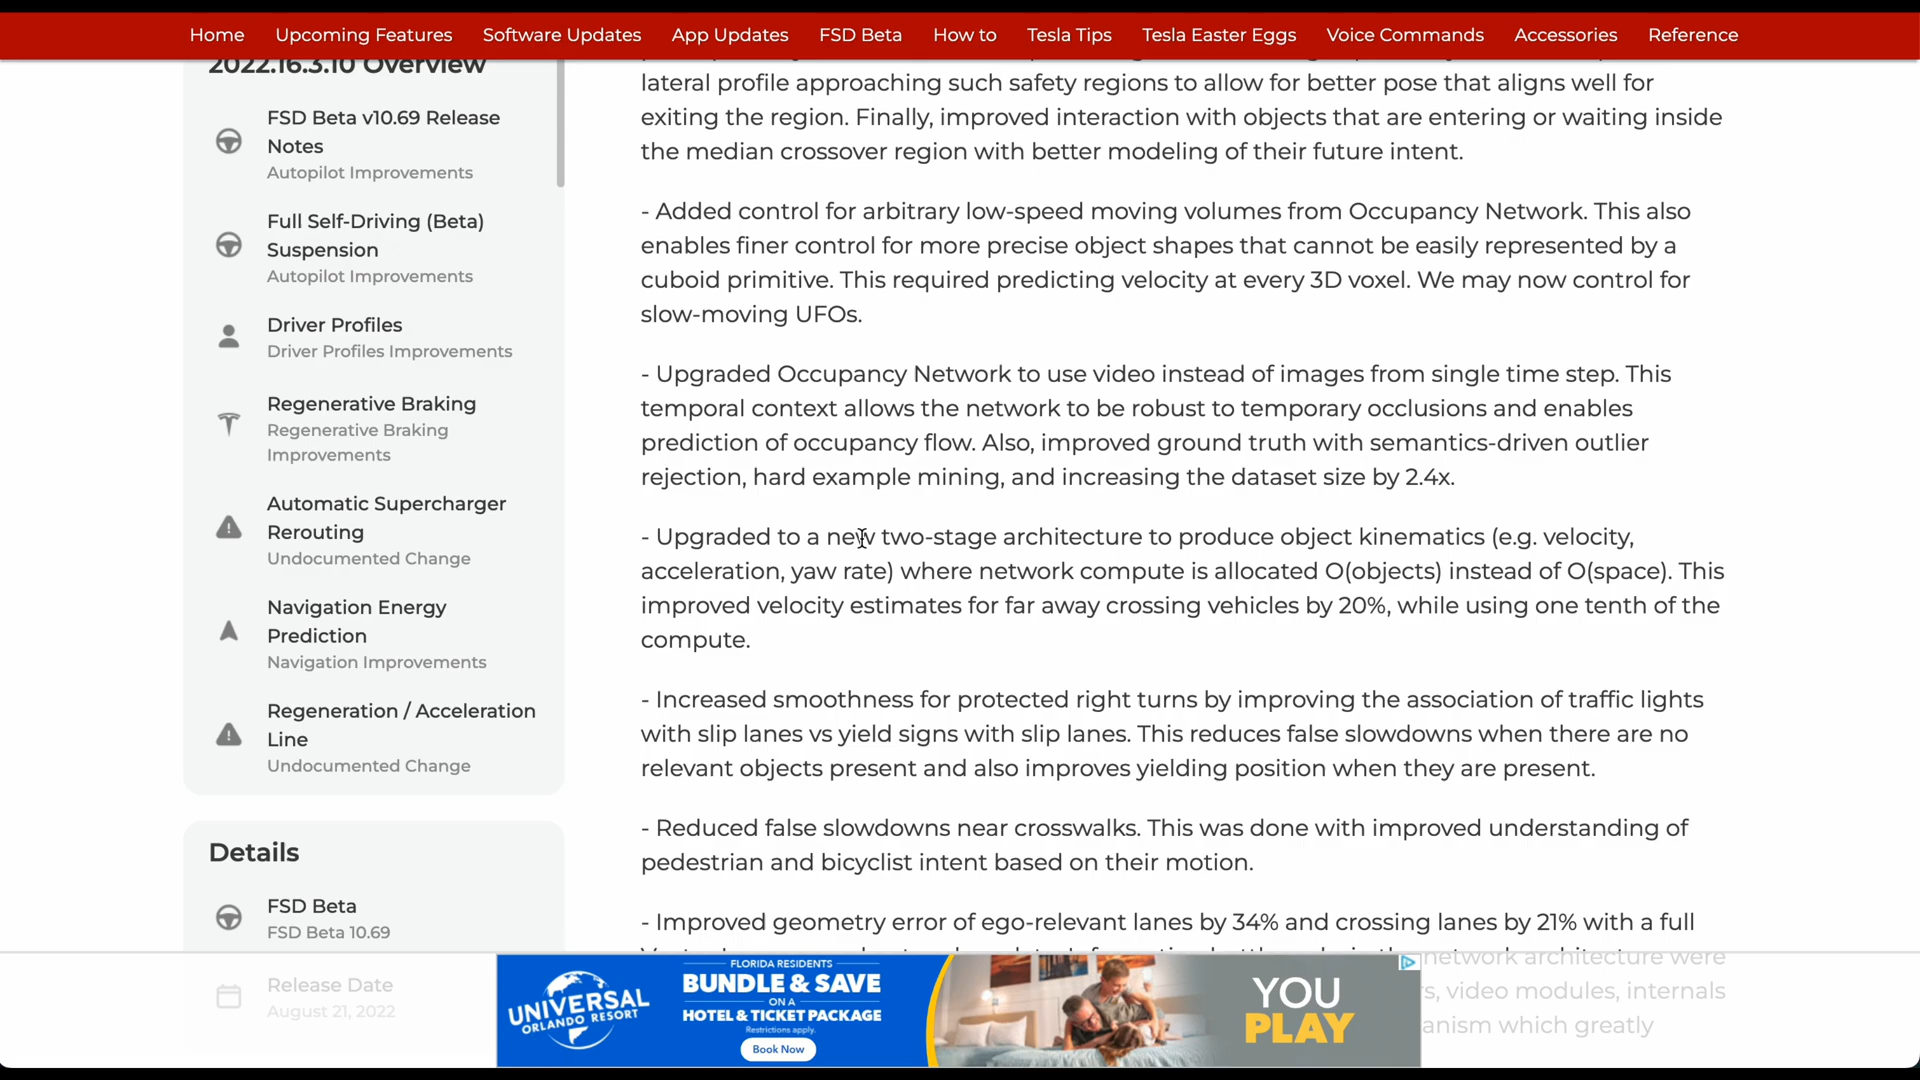 Home Upcoming Features Software Updates App Updates FSD Beta How to Tesla Tips Tesla Easter Eggs Voice Commands Accessories Reference
2022.16.3.10 Overview
FSD Beta v10.69 Release
Notes
Autopilot Improvements
Full Self-Driving (Beta)
Suspension
Autopilot Improvements
Driver Profiles
Driver Profiles Improvements
Regenerative Braking
Regenerative Braking
Improvements
Automatic Supercharger
Rerouting
Undocumented Change
Navigation Energy
Prediction
Navigation Improvements
Regeneration / Acceleration
Line
Undocumented Change
Details
FSD Beta
FSD Beta 10.69
Release Date
August 21, 2022
lateral profile approaching such safety regions to allow for better pose that aligns well for
exiting the region. Finally, improved interaction with objects that are entering or waiting inside
the median crossover region with better modeling of their future intent.
- Added control for arbitrary low-speed moving volumes from Occupancy Network. This also
enables finer control for more precise object shapes that cannot be easily represented by a
cuboid primitive. This required predicting velocity at every 3D voxel. We may now control for
slow-moving UFOs.
- Upgraded Occupancy Network to use video instead of images from single time step. This
temporal context allows the network to be robust to temporary occlusions and enables
prediction of occupancy flow. Also, improved ground truth with semantics-driven outlier
rejection, hard example mining, and increasing the dataset size by 2.4x.
- Upgraded to a new two-stage architecture to produce object kinematics (e.g. velocity,
acceleration, yaw rate) where network compute is allocated O(objects) instead of O(space). This
improved velocity estimates for far away crossing vehicles by 20%, while using one tenth of the
compute.
- Increased smoothness for protected right turns by improving the association of traffic lights
with slip lanes vs yield signs with slip lanes. This reduces false slowdowns when there are no
relevant objects present and also improves yielding position when they are present.
- Reduced false slowdowns near crosswalks. This was done with improved understanding of
pedestrian and bicyclist intent based on their motion.
- Improved geometry error of ego-relevant lanes by 34% and crossing lanes by 21% with a full
network architecture were
video modules, internals
which greatly
UNIVERSAL
ORLANDO RESORT
FLORIDA RESIDENTS
BUNDLE & SAVE
ON A
HOTEL & TICKET PACKAGE
Restrictions apply.
Book Now
YOU
PLAY